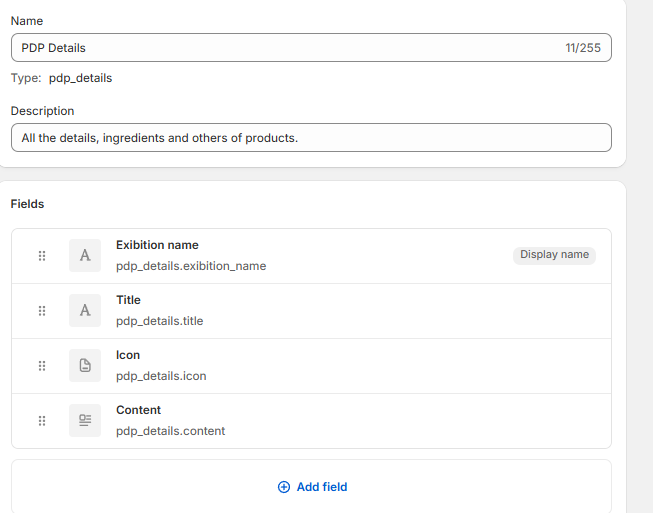 Name
PDP Details 11/255
Type: pdp_details
Description
All the details, ingredients and others of products.
Fields
A
Exibition name
pdp_details.exibition_name
Display name
A
Title
pdp_details.title
Icon
pdp_details.icon
Content
pdp_details.content
Add field